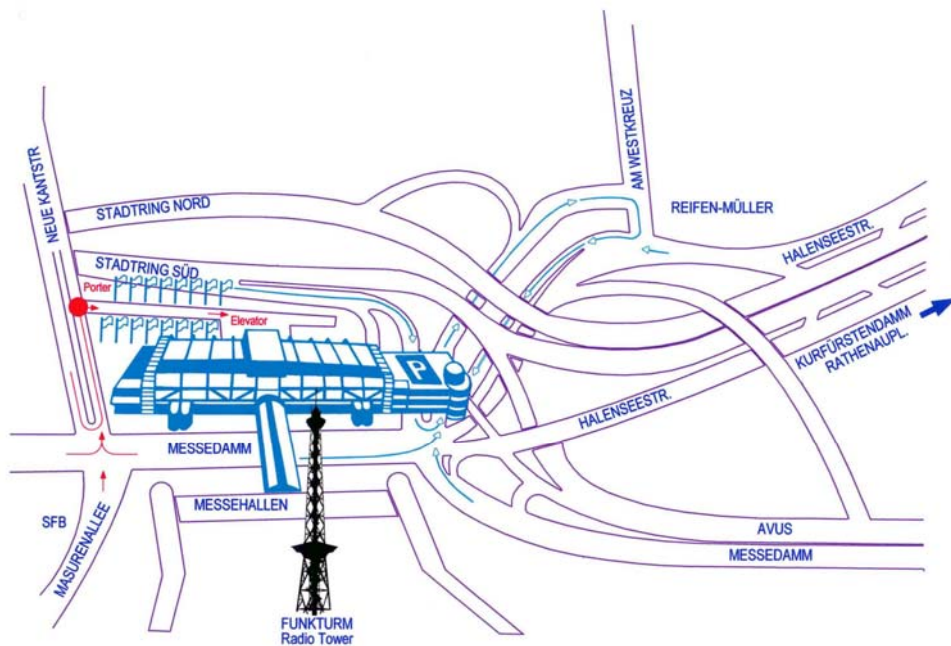 NEUE KANTSTR
STADTRING NORD
AM WESTKREUZ
REIFEN-MÜLLER
HALENSEESTR.
STADTRING SÜD
Porter
Elevator
P
KURFÜRSTENDAMM
RATHENAUPL.
HALENSEESTR.
MESSEDAMM
MESSEHALLEN
SFB
MASURENALLEE
AVUS
MESSEDAMM
FUNKTURM
Radio Tower